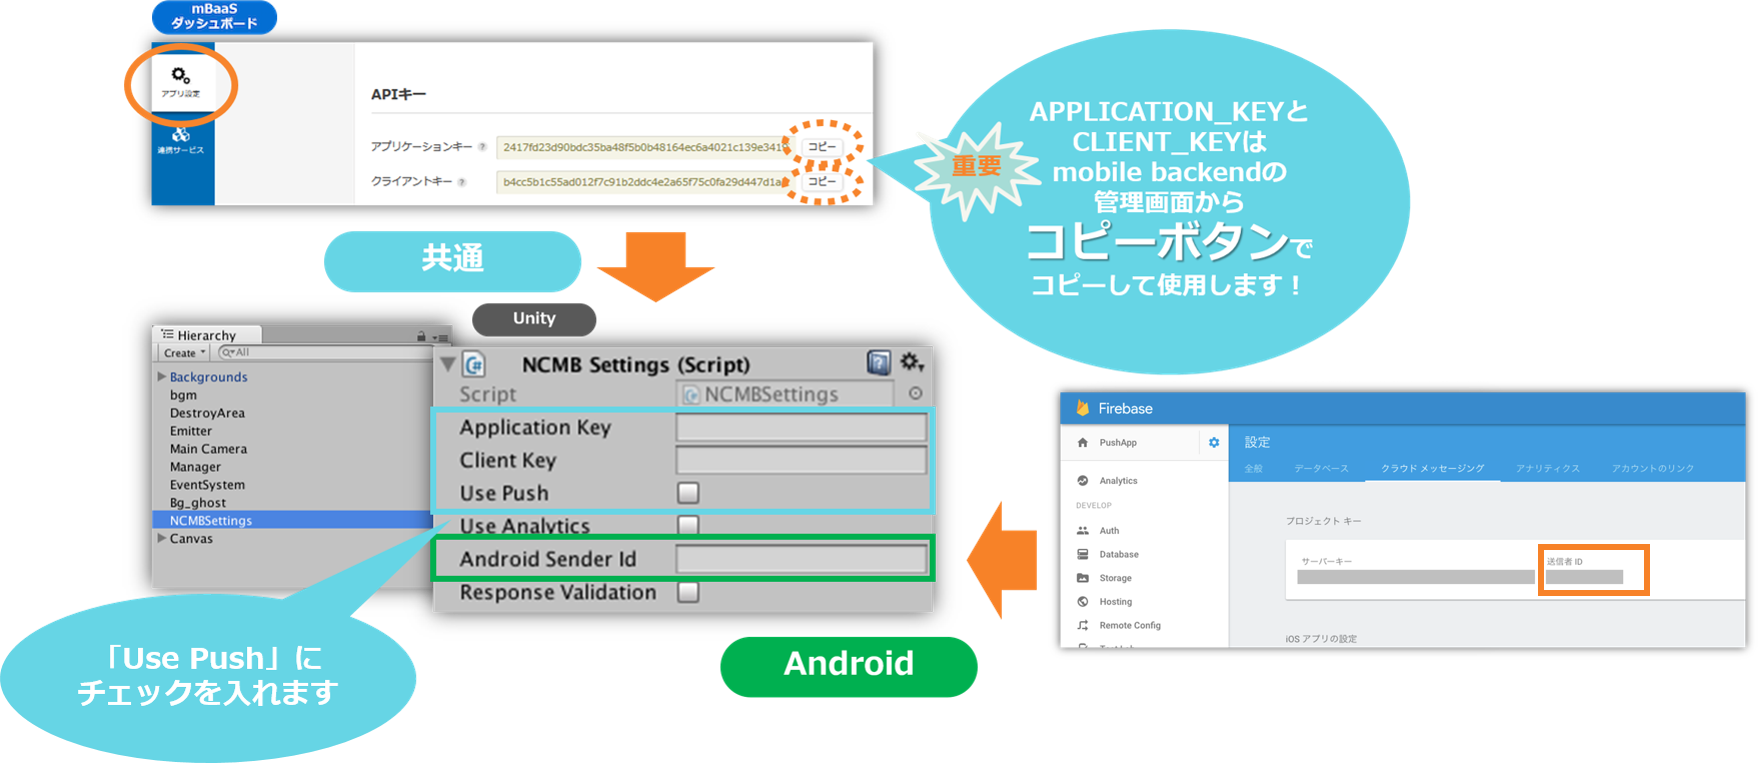 mBaaS
ダッシュボード
アプリ設定
連携サービス
APIキー
アプリケーションキー ?
2417fd23d90bdc35ba48f5b0b48164ec6a4021c139e341
コピー
クライアントキー ?
b4cc5b1c55ad012f7c91b2ddc4e2a65f75c0fa29d447d1a
コピー
重要
APPLICATION_KEYと
CLIENT_KEYは
mobile backendの
管理画面から
コピーボタンで
コピーして使用します！
共通
Unity
Hierarchy
Create
All
Backgrounds
bgm
DestroyArea
Emitter
Main Camera
Manager
EventSystem
Bg_ghost
NCMBSettings
Canvas
NCMB Settings (Script)
Script
NCMBSettings
Application Key
Client Key
Use Push
Use Analytics
Android Sender Id
Response Validation
「Use Push」に
チェックを入れます
Android
Firebase
PushApp
Analytics
DEVELOP
Auth
Database
Storage
Hosting
Remote Config
設定
全般
データベース
クラウド メッセージング
アナリティクス
アカウントのリンク
プロジェクト キー
サーバーキー
送信者 ID
iOS アプリの設定